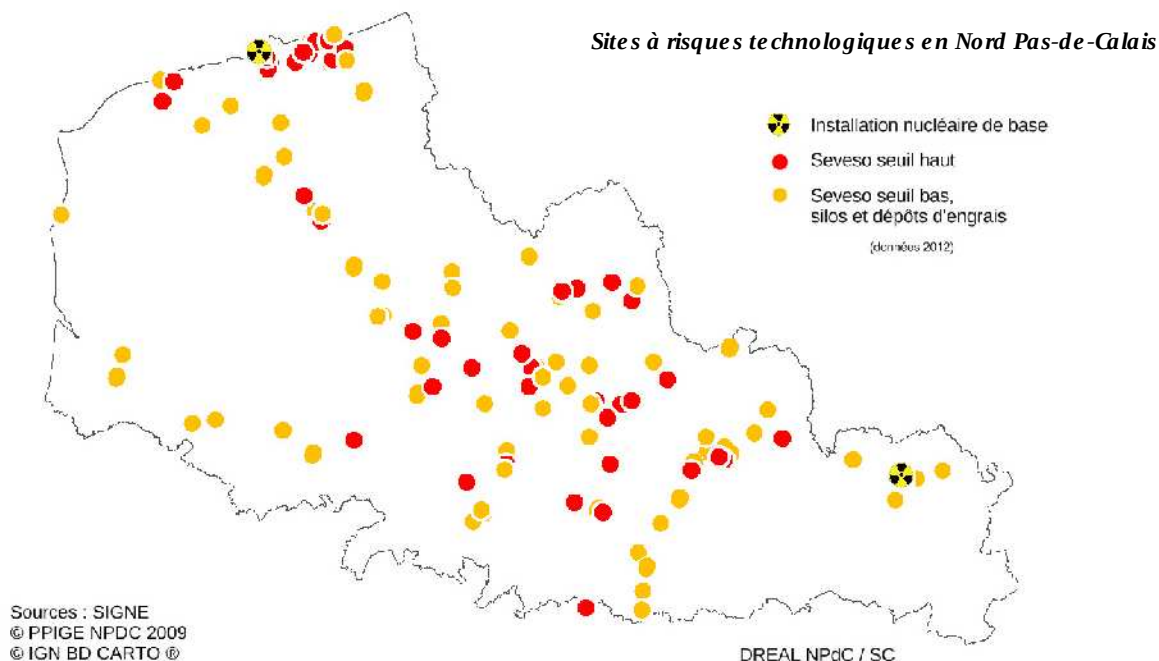 Sites à risques technologiques en Nord Pas-de-Calais
Installation nucléaire de base
Seveso seuil haut
Seveso seuil bas,
silos et dépôts d'engrais
(données 2012)
Sources : SIGNE
© PPIGE NPDC 2009
© IGN BD CARTO ®
DREAL NPdC / SC